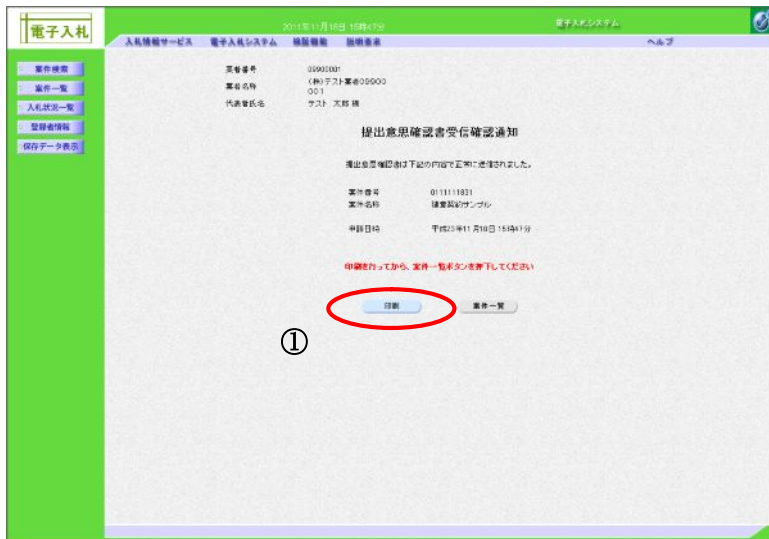 電子入札
2011年11月18日 15時47分
電子入札システム
入札情報サービス 電子入札システム 検証機能 説明要求
ヘルプ
案件検索
案件一覧
入札状況一覧
登録者情報
保存データ表示
業者番号 09900001
業者名称 (株)テスト業者09900
001
代表者氏名 テスト 太郎 様
提出意思確認書受信確認通知
提出意思確認書は下記の内容で正常に送信されました。
案件番号 0111111831
案件名称 随意契約サンプル
申請日時 平成23年11月18日 15時47分
印刷を行ってから、案件一覧ボタンを押下してください
印刷 案件一覧
①